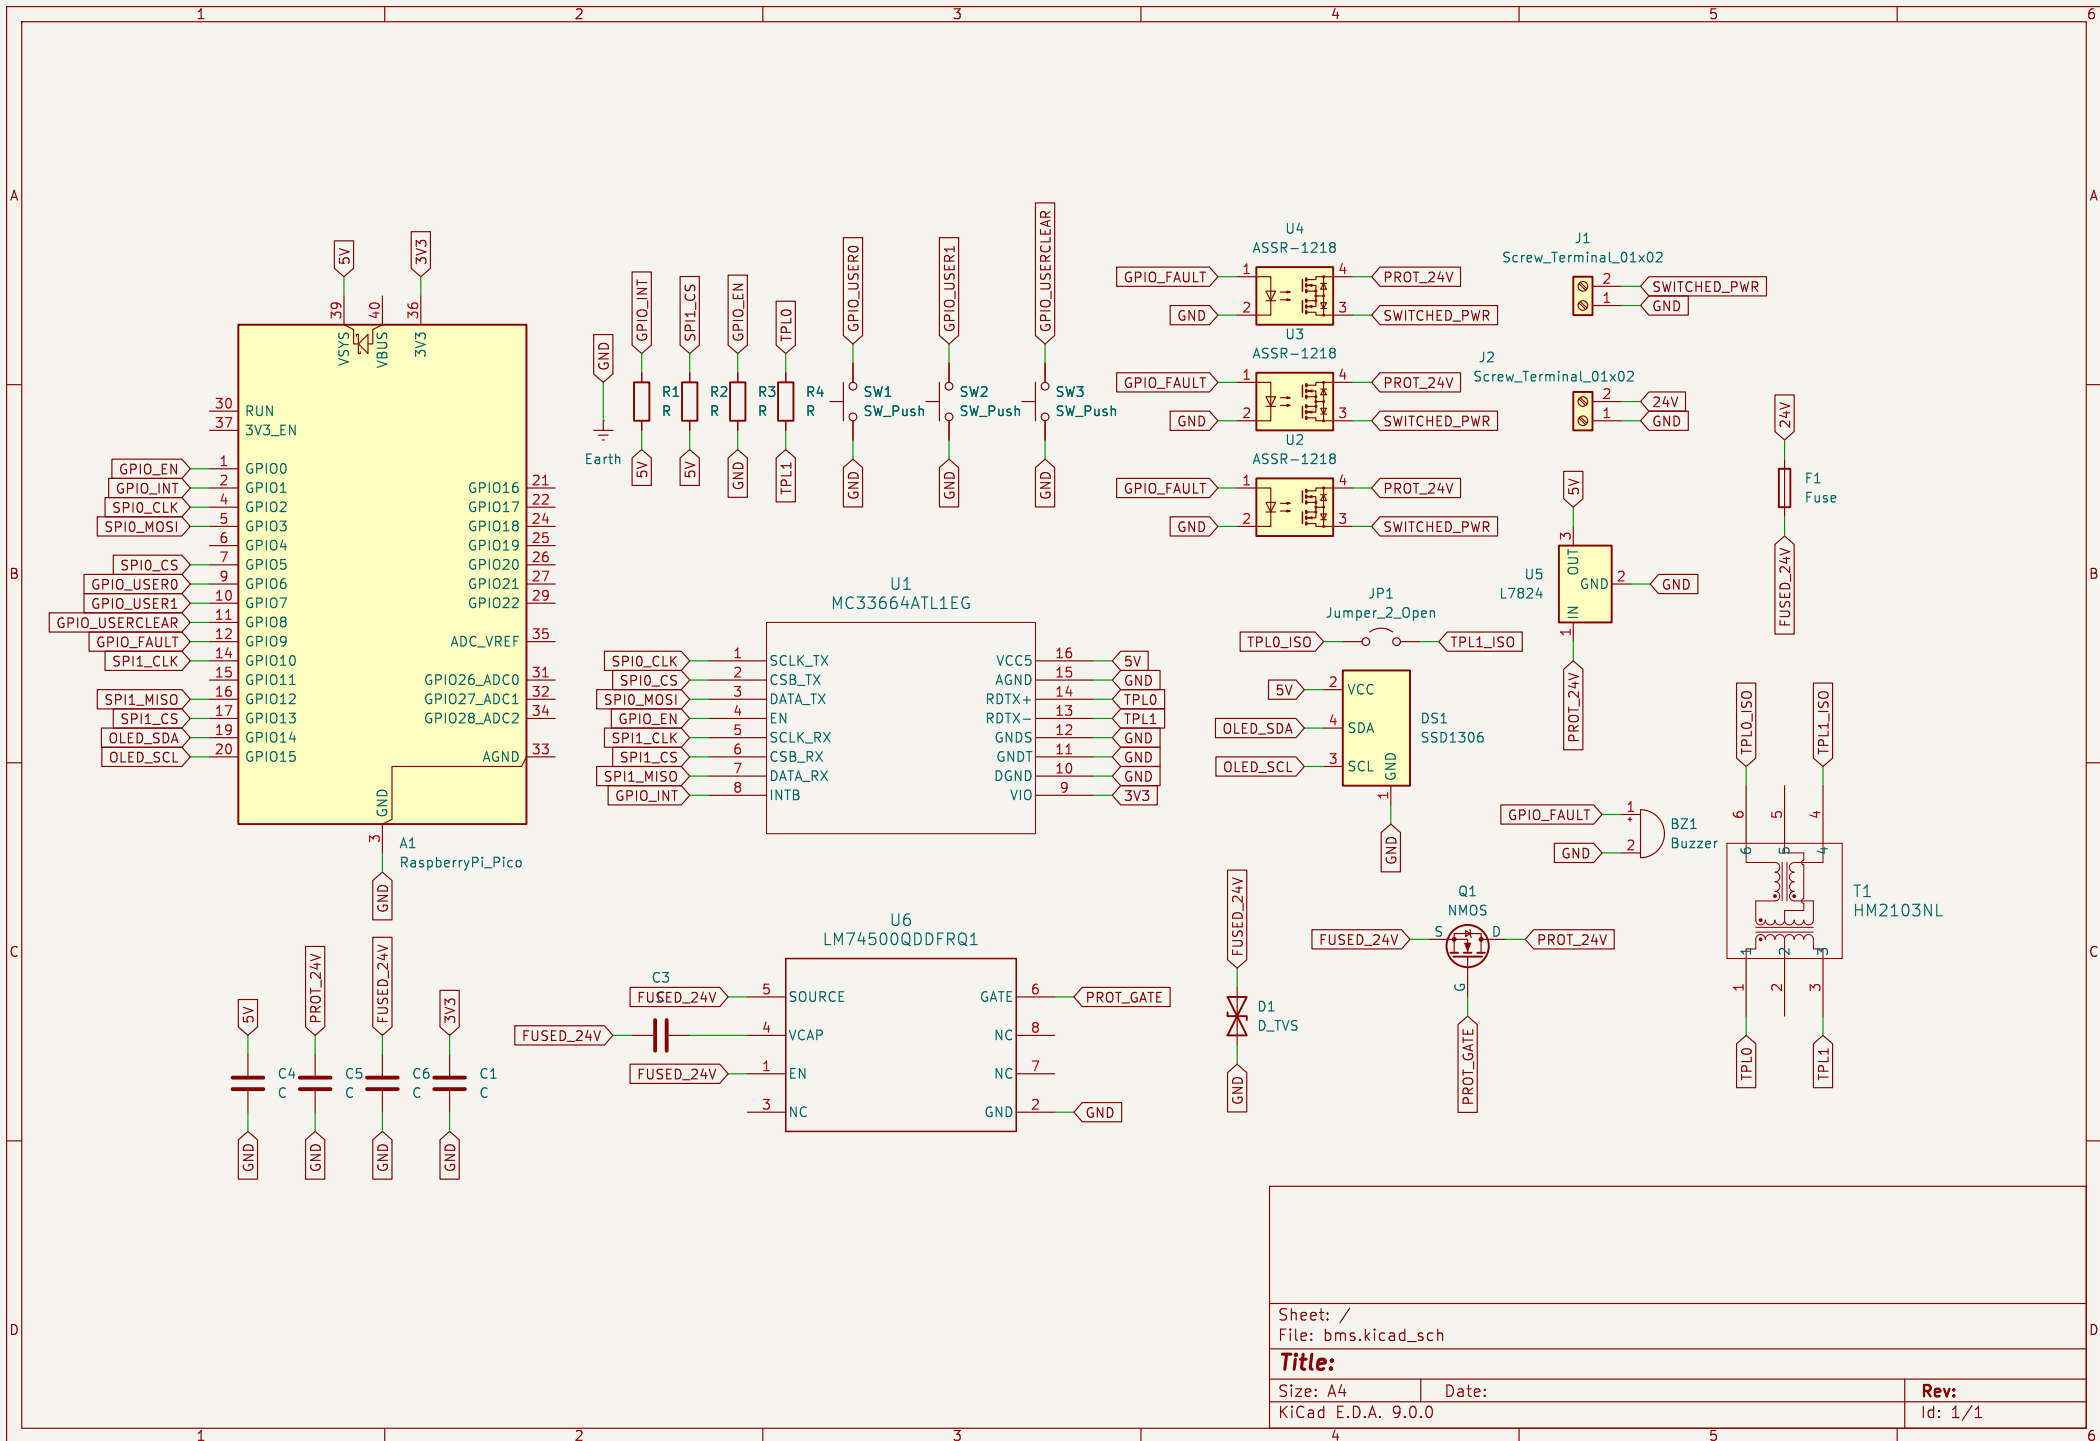 1 2 3 4 5 6
A
B
C
D
A
B
C
D
1 2 3 4 5 6
5V
3V3
39
40
36
VSYS
VBUS
3V3
30 RUN
37 3V3_EN
GPIO_EN 1 GPIO0
GPIO_INT 2 GPIO1
SPI0_CLK 4 GPIO2
SPI0_MOSI 5 GPIO3
6 GPIO4
SPI0_CS 7 GPIO5
GPIO_USER0 9 GPIO6
GPIO_USER1 10 GPIO7
GPIO_USERCLEAR 11 GPIO8
GPIO_FAULT 12 GPIO9
SPI1_CLK 14 GPIO10
15 GPIO11
SPI1_MISO 16 GPIO12
SPI1_CS 17 GPIO13
OLED_SDA 19 GPIO14
OLED_SCL 20 GPIO15
GPIO16 21
GPIO17 22
GPIO18 24
GPIO19 25
GPIO20 26
GPIO21 27
GPIO22 29
ADC_VREF 35
GPIO26_ADC0 31
GPIO27_ADC1 32
GPIO28_ADC2 34
AGND 33
GND
3
A1
RaspberryPi_Pico
GND
GND
Earth
GPIO_INT
R1
R
5V
SPI1_CS
R2
R
5V
GPIO_EN
R3
R
GND
TPL0
R4
R
TPL1
GPIO_USER0
SW1
SW_Push
GND
GPIO_USER1
SW2
SW_Push
GND
GPIO_USERCLEAR
SW3
SW_Push
GND
U4
ASSR-1218
GPIO_FAULT 1 4 PROT_24V
GND 2 3 SWITCHED_PWR
U3
ASSR-1218
GPIO_FAULT 1 4 PROT_24V
GND 2 3 SWITCHED_PWR
U2
ASSR-1218
GPIO_FAULT 1 4 PROT_24V
GND 2 3 SWITCHED_PWR
J1
Screw_Terminal_01x02
2 SWITCHED_PWR
1 GND
J2
Screw_Terminal_01x02
2 24V
1 GND
24V
F1
Fuse
FUSED_24V
5V
3
OUT
U5
L7824
GND 2 GND
IN
1
PROT_24V
U1
MC33664ATL1EG
SPI0_CLK 1 SCLK_TX VCC5 16 5V
SPI0_CS 2 CSB_TX AGND 15 GND
SPI0_MOSI 3 DATA_TX RDTX+ 14 TPL0
GPIO_EN 4 EN RDTX- 13 TPL1
SPI1_CLK 5 SCLK_RX GNDS 12 GND
SPI1_CS 6 CSB_RX GNDT 11 GND
SPI1_MISO 7 DATA_RX DGND 10 GND
GPIO_INT 8 INTB VIO 9 3V3
JP1
Jumper_2_Open
TPL0_ISO TPL1_ISO
5V 2 VCC
OLED_SDA 4 SDA
OLED_SCL 3 SCL
GND
1
GND
DS1
SSD1306
GPIO_FAULT 1
+
GND 2
BZ1
Buzzer
TPL0_ISO
TPL1_ISO
6 5 4
6 5 4
T1
HM2103NL
1 2 3
1 2 3
TPL0
TPL1
Q1
NMOS
FUSED_24V S D PROT_24V
G
PROT_GATE
FUSED_24V
D1
D_TVS
GND
U6
LM74500QDDFRQ1
C3
C
FUSED_24V 5 SOURCE GATE 6 PROT_GATE
FUSED_24V 4 VCAP NC 8
FUSED_24V 1 EN NC 7
3 NC GND 2 GND
5V
C4
C
GND
PROT_24V
C5
C
GND
FUSED_24V
C6
C
GND
3V3
C1
C
GND
Sheet: /
File: bms.kicad_sch
Title:
Size: A4 Date: Rev:
KiCad E.D.A. 9.0.0 Id: 1/1